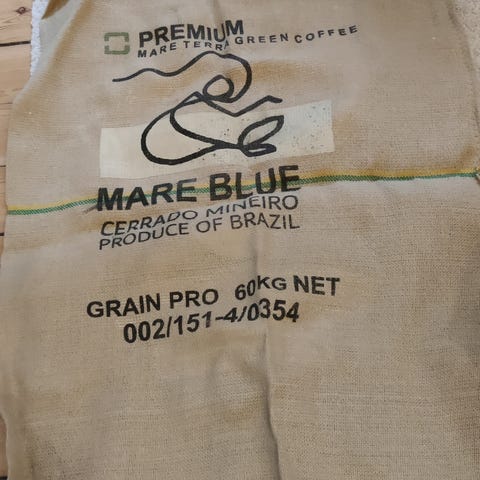 PREMIUM
MARE TERRA GREEN COFFEE
MARE BLUE
CERRADO MINEIRO
PRODUCE OF BRAZIL
GRAIN PRO 60KG NET
002/151-4/0354